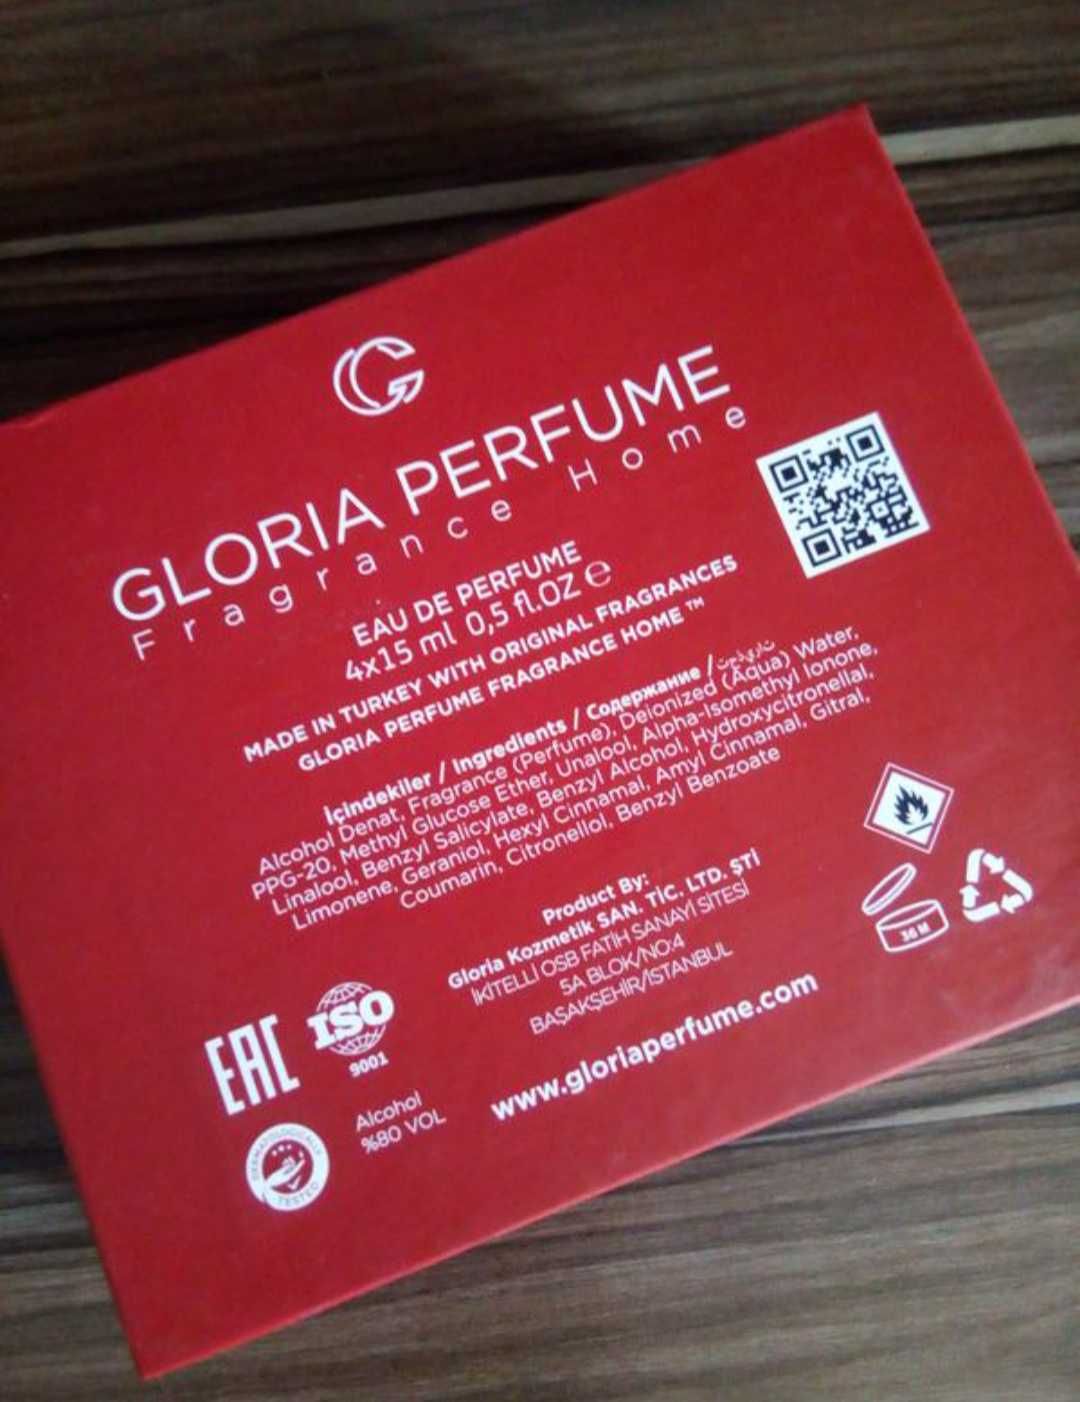 GLORIA PERFUME
Fragrance Home
EAU DE PERFUME
4x15 ml 0,5 fl.OZ ℮
MADE IN TURKEY WITH ORIGINAL FRAGRANCES
GLORIA PERFUME FRAGRANCE HOME ™
İçindekiler / Ingredients / Содержание /
Alcohol Denat, Fragrance (Perfume), Deionized (Aqua) Water,
PPG-20, Methyl Glucose Ether, Unalool, Alpha-Isomethyl Ionone,
Linalool, Benzyl Salicylate, Benzyl Alcohol, Hydroxycitronellal,
Limonene, Geraniol, Hexyl Cinnamal, Amyl Cinnamal, Gitral,
Coumarin, Citronellol, Benzyl Benzoate
Product By:
Gloria Kozmetik SAN. TİC. LTD. ŞTİ
İKİTELLİ OSB FATİH SANAYİ SİTESİ
5A BLOK/NO:4
BAŞAKŞEHİR/İSTANBUL
www.gloriaperfume.com
36 M
EAC
ISO
9001
Alcohol
%80 VOL
DERMATOLOGICALLY
TESTED